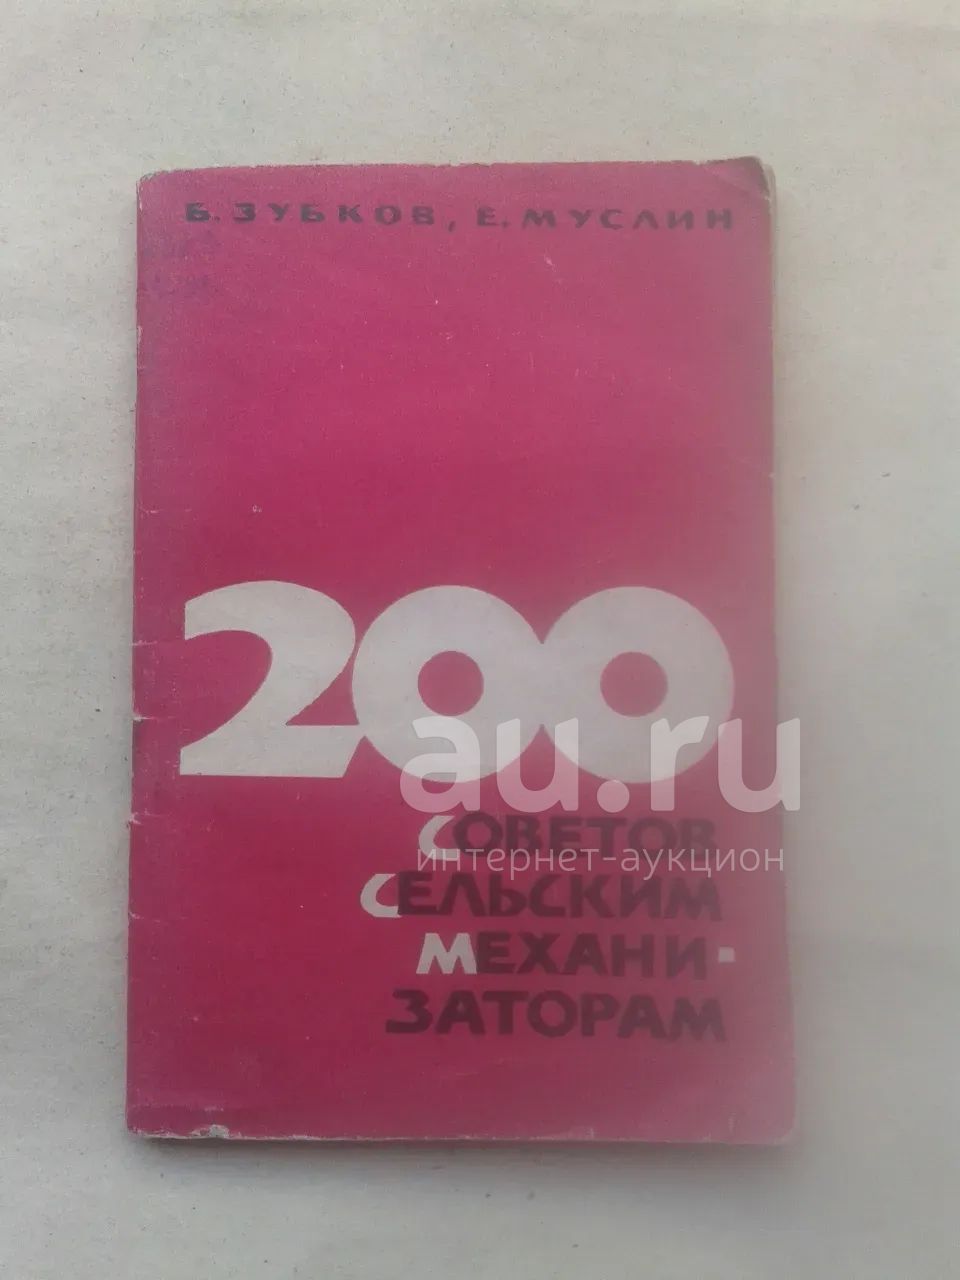 Б. ЗУБКОВ, Е. МУСЛИН
200
au.ru
СОВЕТОВ
интернет-аукцион
СЕЛЬСКИМ
МЕХАНИ-
ЗАТОРАМ